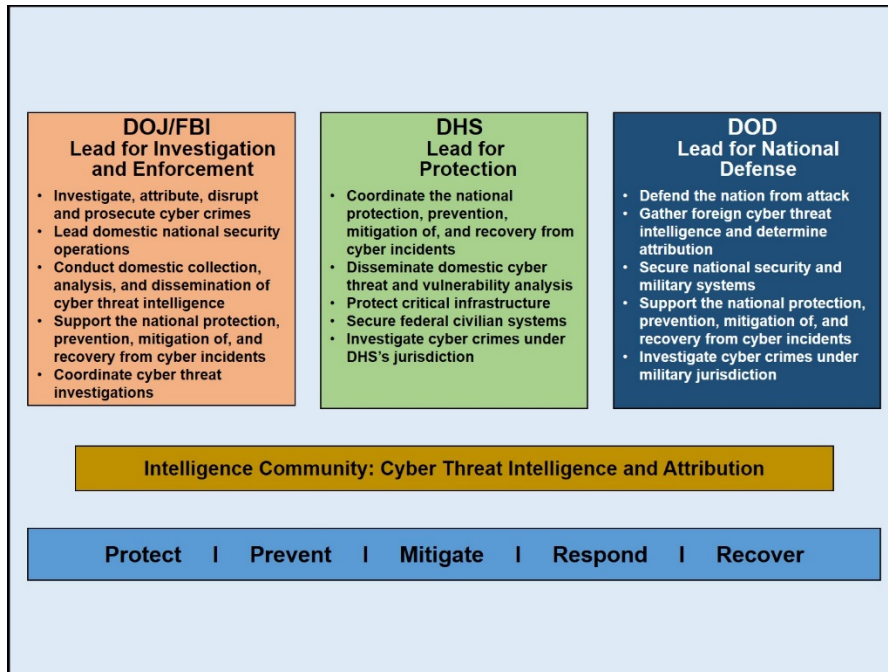 DOJ/FBI
Lead for Investigation
and Enforcement
• Investigate, attribute, disrupt
and prosecute cyber crimes
• Lead domestic national security
operations
• Conduct domestic collection,
analysis, and dissemination of
cyber threat intelligence
• Support the national protection,
prevention, mitigation of, and
recovery from cyber incidents
• Coordinate cyber threat
investigations
DHS
Lead for
Protection
• Coordinate the national
protection, prevention,
mitigation of, and recovery from
cyber incidents
• Disseminate domestic cyber
threat and vulnerability analysis
• Protect critical infrastructure
• Secure federal civilian systems
• Investigate cyber crimes under
DHS's jurisdiction
DOD
Lead for National
Defense
• Defend the nation from attack
• Gather foreign cyber threat
intelligence and determine
attribution
• Secure national security and
military systems
• Support the national protection,
prevention, mitigation of, and
recovery from cyber incidents
• Investigate cyber crimes under
military jurisdiction
Intelligence Community: Cyber Threat Intelligence and Attribution
Protect | Prevent | Mitigate | Respond | Recover